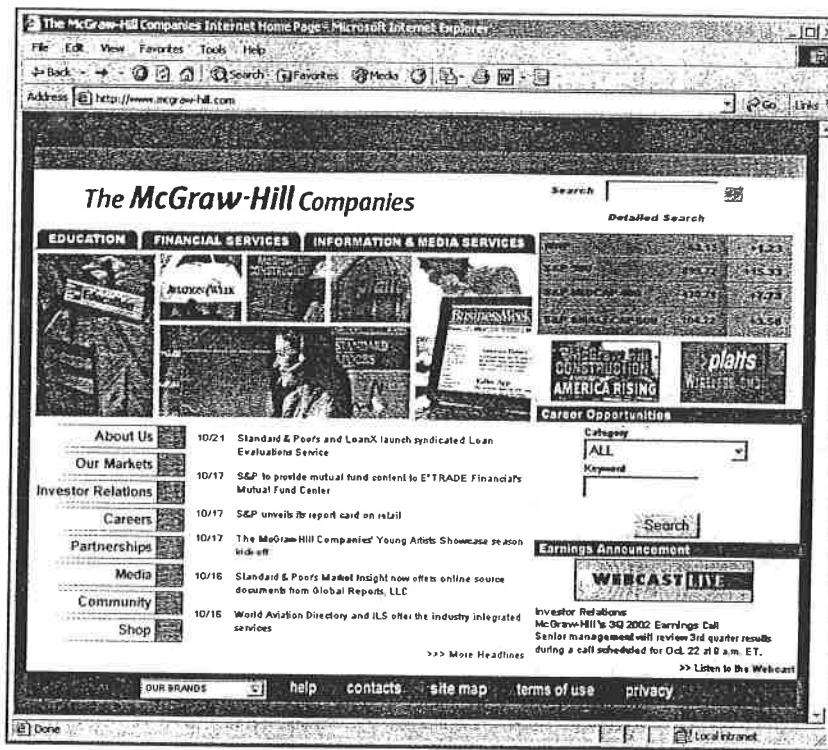 The McGraw-Hill Companies Internet Home Page - Microsoft Internet Explorer
File Edit View Favorites Tools Help
Back Search Favorites Media
Address http://www.mcgraw-hill.com Go Links
The McGraw-Hill Companies
Search
Detailed Search
EDUCATION FINANCIAL SERVICES INFORMATION & MEDIA SERVICES
Education
AVIATION WEEK
BusinessWeek
STANDARD
CONSTRUCTION
AMERICA RISING
platts
Career Opportunities
Category
ALL
Keyword
Search
About Us
Our Markets
Investor Relations
Careers
Partnerships
Media
Community
Shop
10/21 Standard & Poor's and LoanX launch syndicated Loan
Evaluations Service
10/17 S&P to provide mutual fund content to E*TRADE Financial's
Mutual Fund Center
10/17 S&P unveils its report card on retail
10/17 The McGraw-Hill Companies' Young Artists Showcase season
kick-off
10/16 Standard & Poor's Market Insight now offers online source
documents from Global Reports, LLC
10/16 World Aviation Directory and ILS offer the industry integrated
services
>>> More Headlines
Earnings Announcement
WEBCAST LIVE
Investor Relations
McGraw-Hill's 3Q 2002 Earnings Call
Senior management will review 3rd quarter results
during a call scheduled for Oct. 22 at 8 a.m. ET.
>> Listen to the Webcast
OUR BRANDS help contacts site map terms of use privacy
Done Local intranet